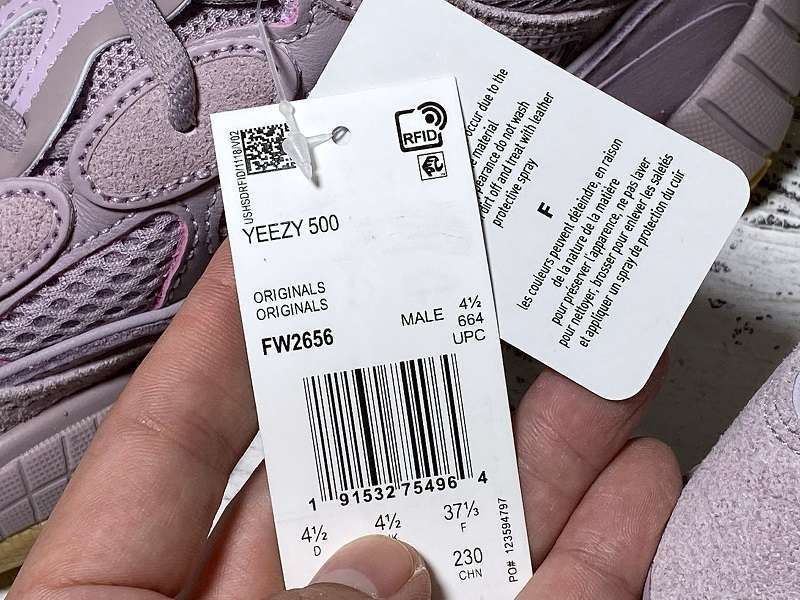 USHSDRFIDI1118/V02
RFID
YEEZY 500
ORIGINALS
ORIGINALS
FW2656
MALE
4½
664
UPC
1 91532 75496 4
4½
D
4½
37⅓
F
230
CHN
PO# 123594797
occur due to the
material
appearance do not wash
dirt off and treat with leather
protective spray
F
les couleurs peuvent déteindre, en raison
de la nature de la matière
pour préserver l'apparence, ne pas laver
pour nettoyer, brosser pour enlever les saletés
et appliquer un spray de protection du cuir